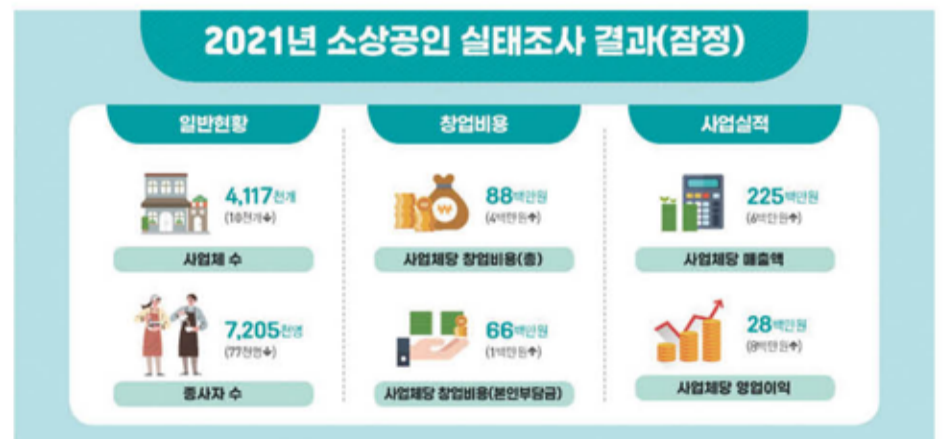 2021년 소상공인 실태조사 결과(잠정)
일반현황
4,117천개
(10천개↓)
사업체 수
7,205천명
(77천명↓)
종사자 수
창업비용
88백만원
(4백만원↑)
사업체당 창업비용(총)
66백만원
(1백만원↑)
사업체당 창업비용(본인부담금)
사업실적
225백만원
(6백만원↑)
사업체당 매출액
28백만원
(8백만원↑)
사업체당 영업이익